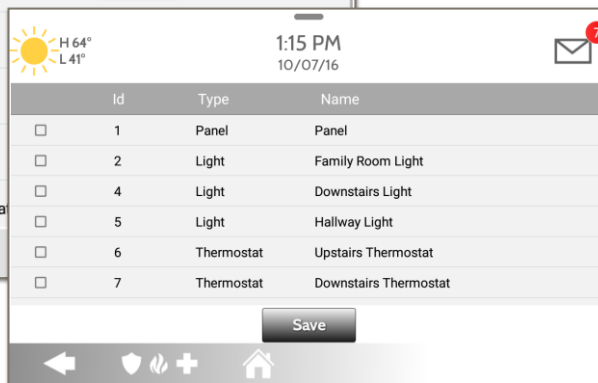 H 64°
L 41°
1:15 PM
10/07/16
7
Id Type Name
1 Panel Panel
2 Light Family Room Light
4 Light Downstairs Light
5 Light Hallway Light
6 Thermostat Upstairs Thermostat
7 Thermostat Downstairs Thermostat
Save